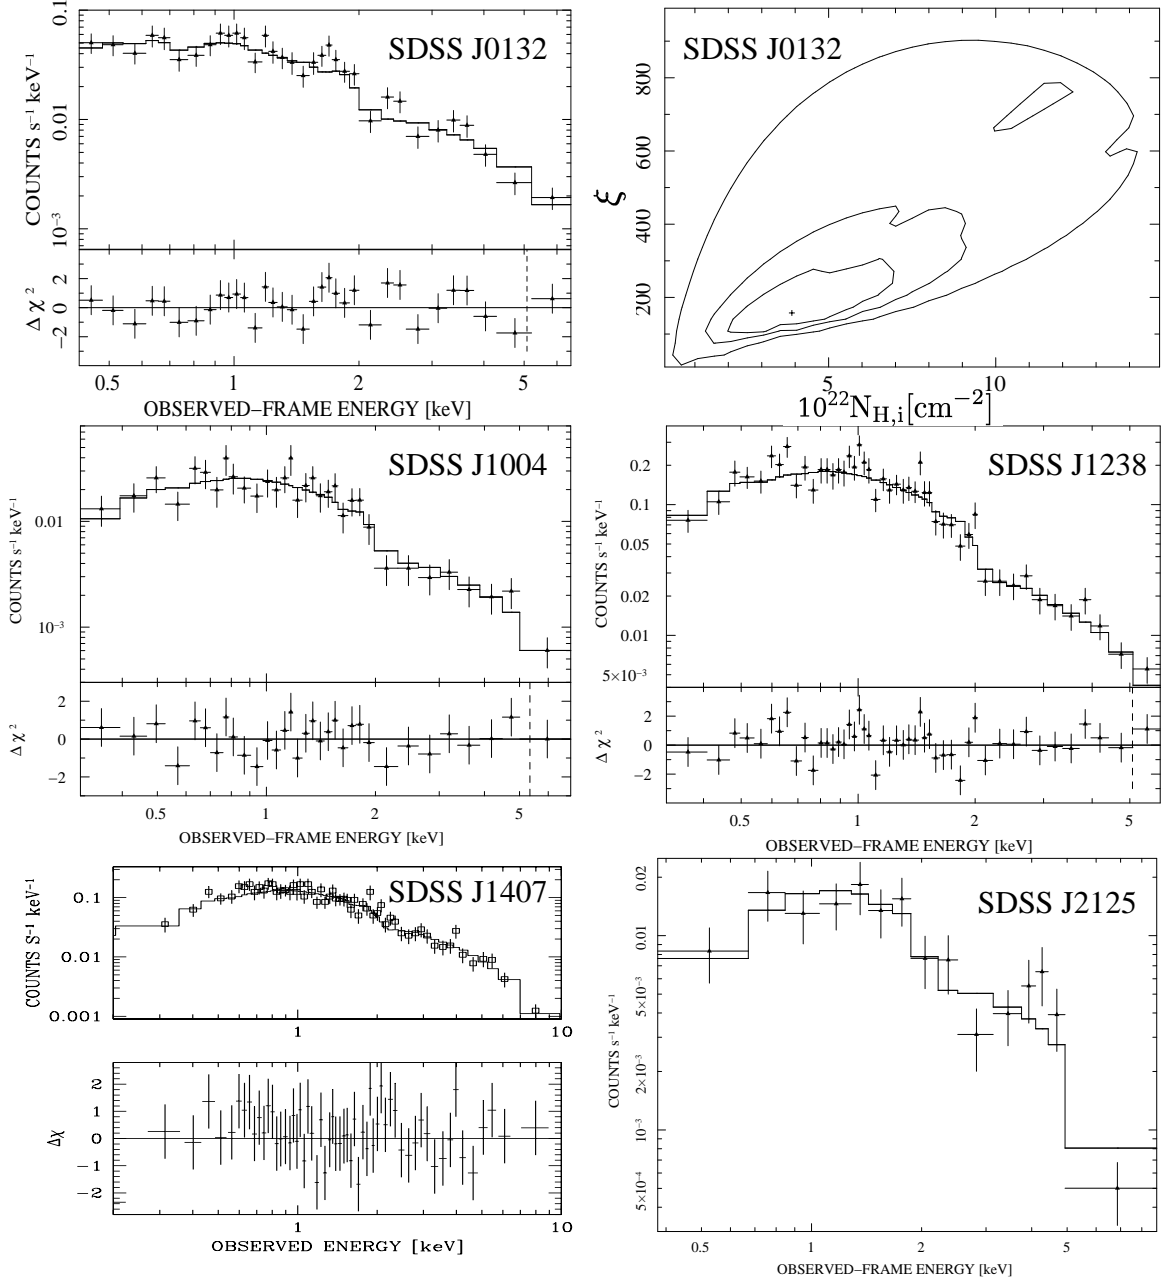 SDSS J0132
COUNTS s⁻¹ keV⁻¹
0.1
0.01
10⁻³
Δ χ ²
2
0
−2
0.5 1 2 5
OBSERVED−FRAME ENERGY [keV]
SDSS J0132
ξ
800
600
400
200
5 10
10²²N_H,i[cm⁻²]
SDSS J1004
COUNTS s⁻¹ keV⁻¹
0.01
10⁻³
Δ χ ²
2
0
−2
0.5 1 2 5
OBSERVED−FRAME ENERGY [keV]
SDSS J1238
COUNTS s⁻¹ keV⁻¹
0.2
0.1
0.05
0.02
0.01
5×10⁻³
Δ χ ²
2
0
−2
0.5 1 2 5
OBSERVED−FRAME ENERGY [keV]
SDSS J1407
COUNTS S⁻¹ keV⁻¹
0.1
0.01
0.001
1 10
Δχ
2
1
0
−1
−2
1 10
OBSERVED ENERGY [keV]
SDSS J2125
COUNTS s⁻¹ keV⁻¹
0.02
0.01
5×10⁻³
2×10⁻³
10⁻³
5×10⁻⁴
0.5 1 2 5
OBSERVED−FRAME ENERGY [keV]